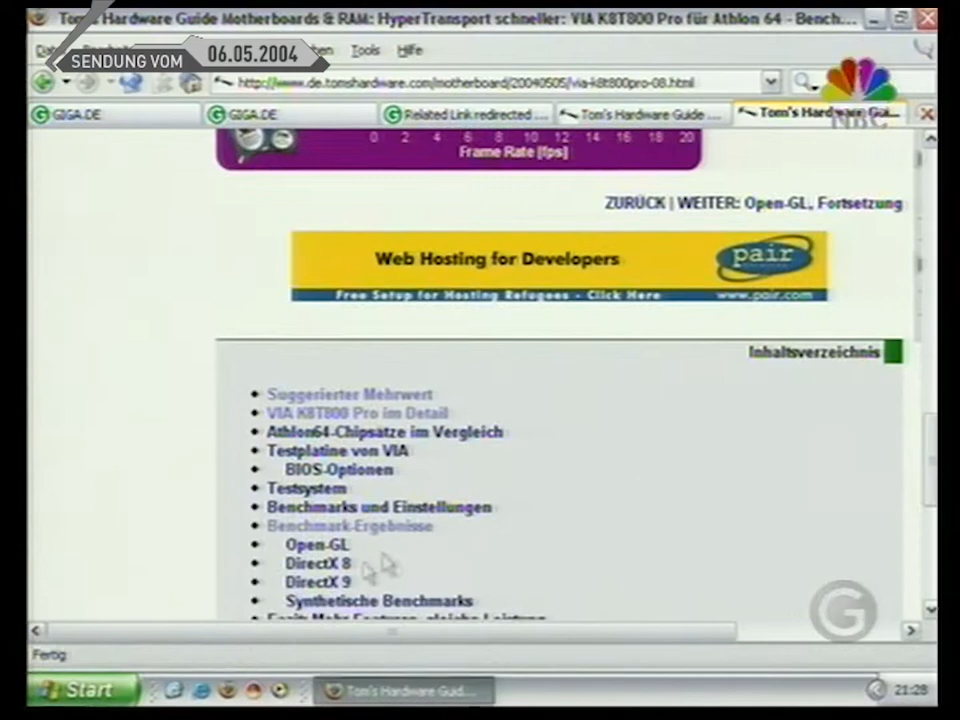 Tom's Hardware Guide Motherboards & RAM: HyperTransport schneller: VIA K8T800 Pro für Athlon 64 - Bench...
Tools Hilfe
SENDUNG VOM 06.05.2004
http://www.de.tomshardware.com/motherboard/20040505/via-k8t800pro-08.html
GIGA.DE GIGA.DE Related Link redirected ... Tom's Hardware Guide ... Tom's Hardware Gui...
NBC
0 2 4 6 8 10 12 14 16 18 20
Frame Rate [fps]
ZURÜCK | WEITER: Open-GL, Fortsetzung
Web Hosting for Developers
pair
Free Setup for Hosting Refugees - Click Here www.pair.com
Inhaltsverzeichnis
Suggerierter Mehrwert
VIA K8T800 Pro im Detail
Athlon64-Chipsätze im Vergleich
Testplatine von VIA
BIOS-Optionen
Testsystem
Benchmarks und Einstellungen
Benchmark-Ergebnisse
Open-GL
DirectX 8
DirectX 9
Synthetische Benchmarks
Fazit: Mehr Features, gleiche Leistung
G
Fertig
Start Tom's Hardware Guid... 21:28